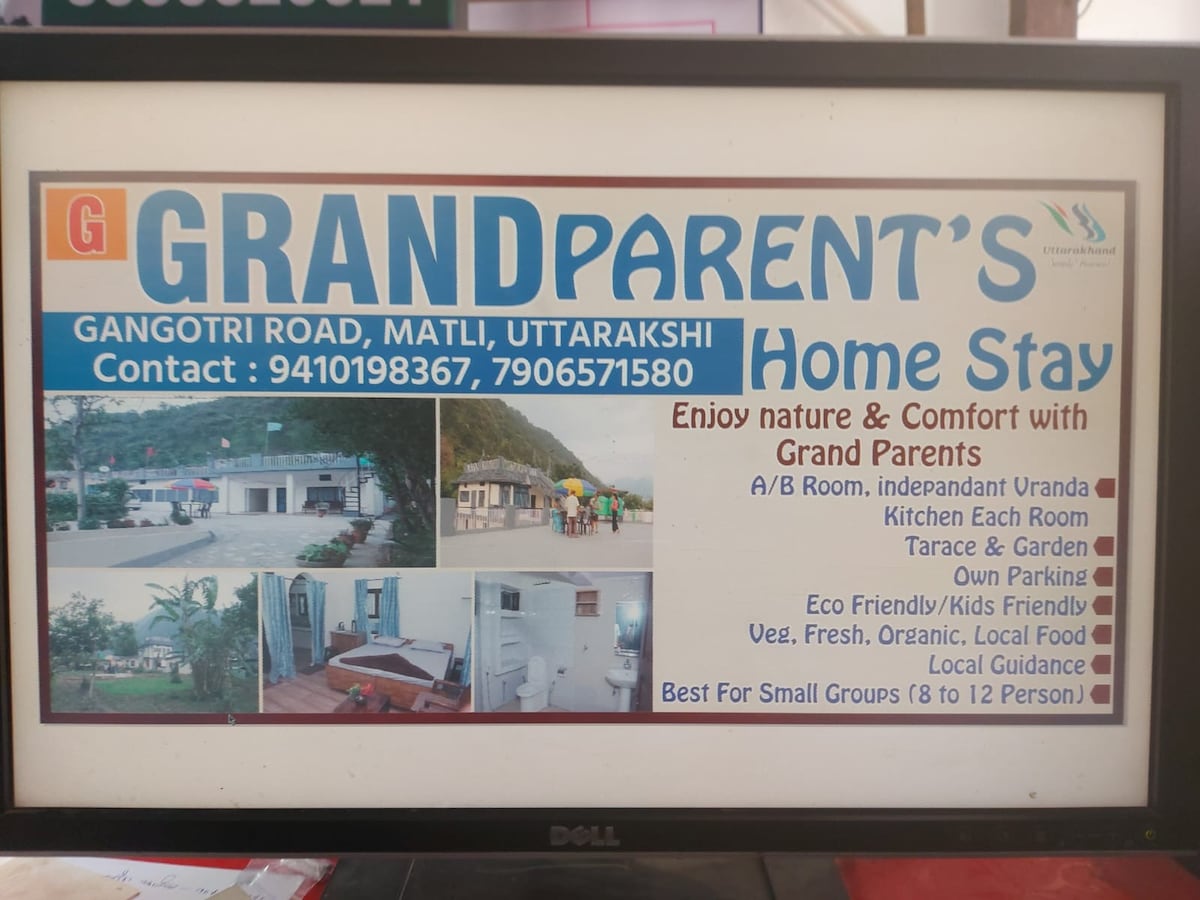 G
GRANDPARENT'S
Uttarakhand
GANGOTRI ROAD, MATLI, UTTARAKSHI
Contact : 9410198367, 7906571580
Home Stay
Enjoy nature & Comfort with
Grand Parents
A/B Room, indepandant Vranda
Kitchen Each Room
Tarace & Garden
Own Parking
Eco Friendly/Kids Friendly
Veg, Fresh, Organic, Local Food
Local Guidance
Best For Small Groups (8 to 12 Person)
DELL